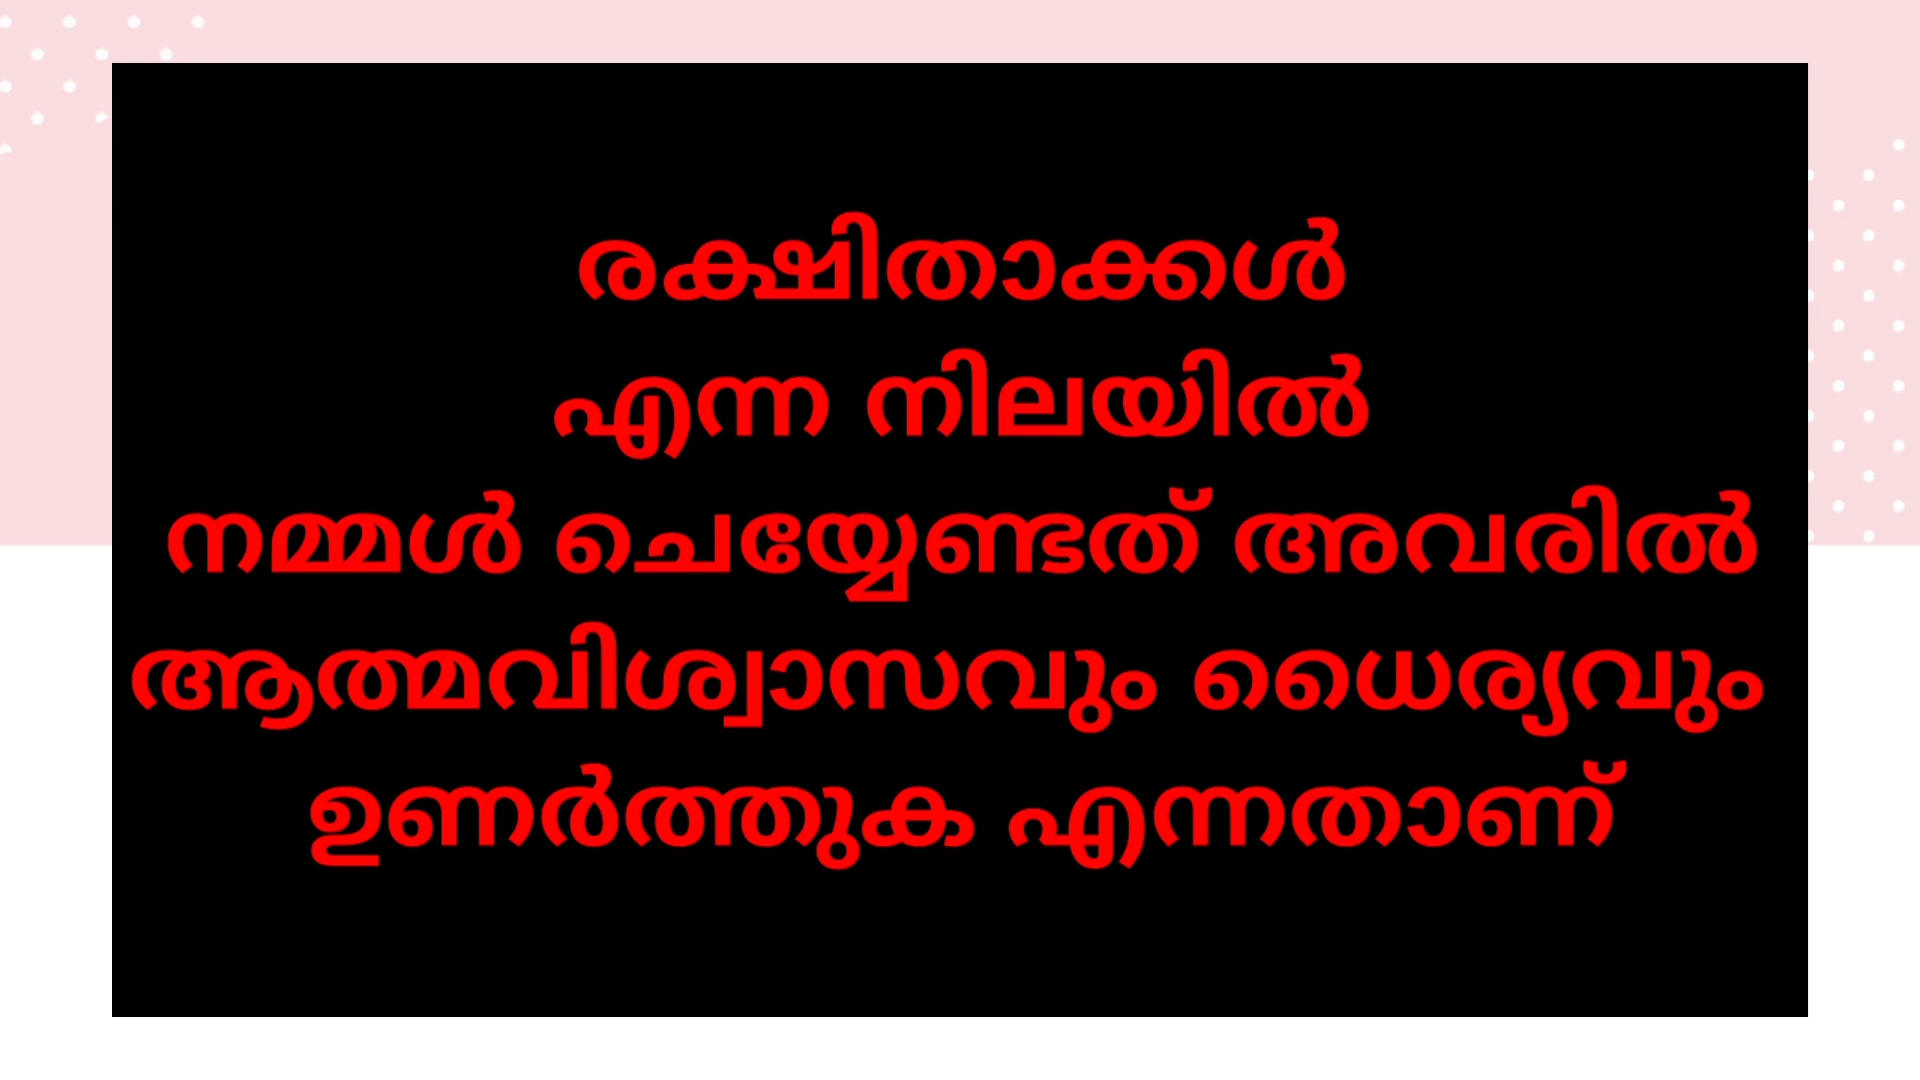 രക്ഷിതാക്കൾ
എന്ന നിലയിൽ
നമ്മൾ ചെയ്യേണ്ടത് അവരിൽ
ആത്മവിശ്വാസവും ധൈര്യവും
ഉണർത്തുക എന്നതാണ്